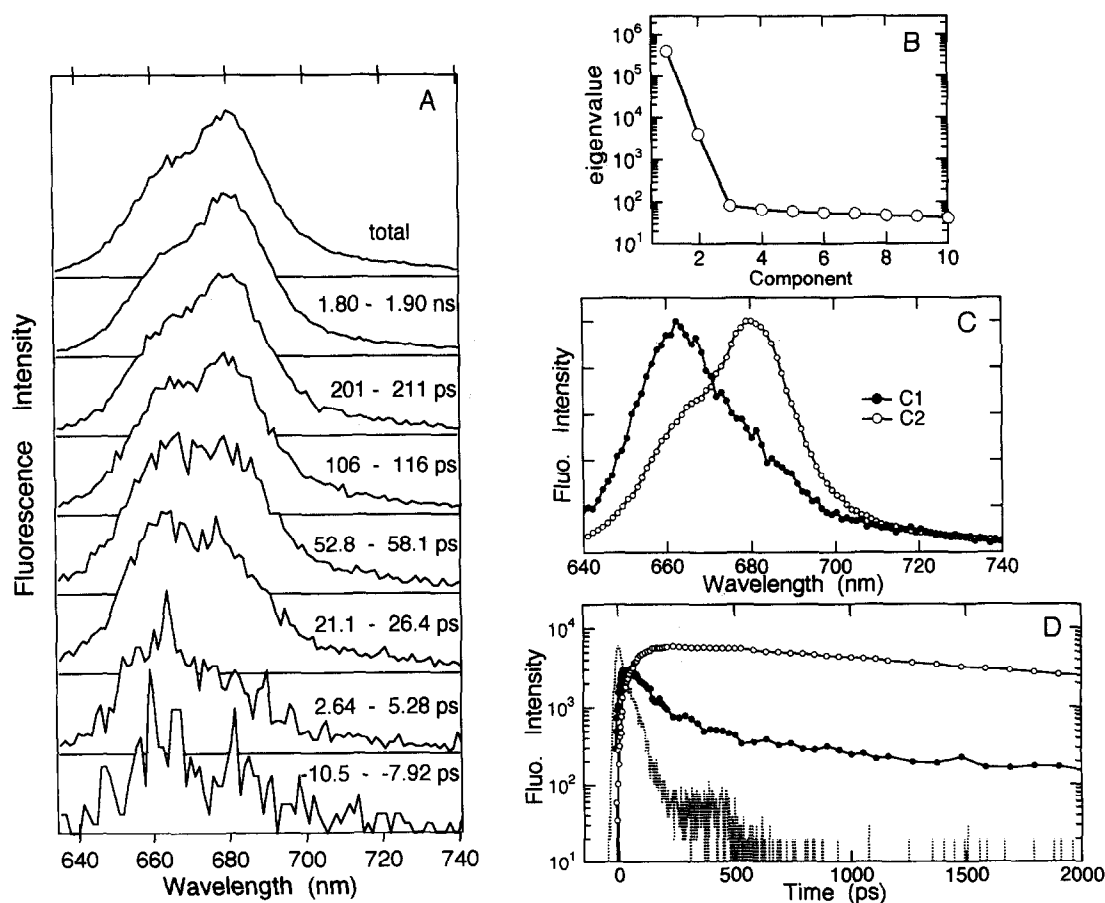 A
total
1.80 - 1.90 ns
201 - 211 ps
106 - 116 ps
52.8 - 58.1 ps
21.1 - 26.4 ps
2.64 - 5.28 ps
-10.5 - -7.92 ps
Fluorescence Intensity
640 660 680 700 720 740
Wavelength (nm)
B
10^6
10^5
10^4
10^3
10^2
10^1
eigenvalue
2 4 6 8 10
Component
C
C1
C2
Fluo. Intensity
640 660 680 700 720 740
Wavelength (nm)
D
10^4
10^3
10^2
10^1
Fluo. Intensity
0 500 1000 1500 2000
Time (ps)